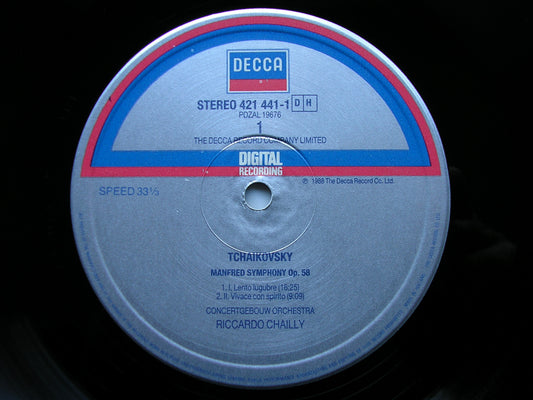 DECCA
STEREO 421 441-1 D H
PDZAL 19676
1
THE DECCA RECORD COMPANY LIMITED
DIGITAL
RECORDING
℗ 1988 The Decca Record Co. Ltd.
SPEED 33⅓
TCHAIKOVSKY
MANFRED SYMPHONY Op. 58
1. I. Lento lugubre (16:25)
2. II. Vivace con spirito (9:09)
CONCERTGEBOUW ORCHESTRA
RICCARDO CHAILLY